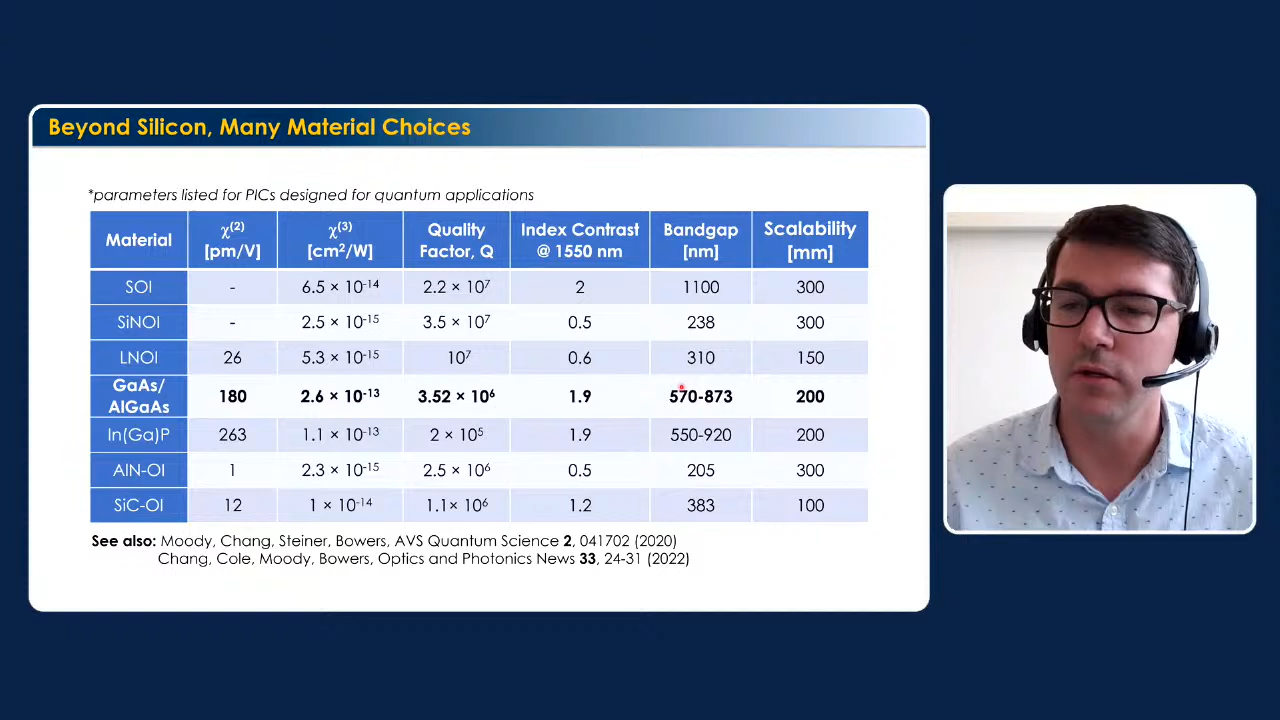 Beyond Silicon, Many Material Choices
*parameters listed for PICs designed for quantum applications
Material χ(2) [pm/V] χ(3) [cm2/W] Quality Factor, Q Index Contrast @ 1550 nm Bandgap [nm] Scalability [mm]
SOI - 6.5 × 10-14 2.2 × 107 2 1100 300
SiNOI - 2.5 × 10-15 3.5 × 107 0.5 238 300
LNOI 26 5.3 × 10-15 107 0.6 310 150
GaAs/ AlGaAs 180 2.6 × 10-13 3.52 × 106 1.9 570-873 200
In(Ga)P 263 1.1 × 10-13 2 × 105 1.9 550-920 200
AlN-OI 1 2.3 × 10-15 2.5 × 106 0.5 205 300
SiC-OI 12 1 × 10-14 1.1× 106 1.2 383 100
See also: Moody, Chang, Steiner, Bowers, AVS Quantum Science 2, 041702 (2020)
Chang, Cole, Moody, Bowers, Optics and Photonics News 33, 24-31 (2022)